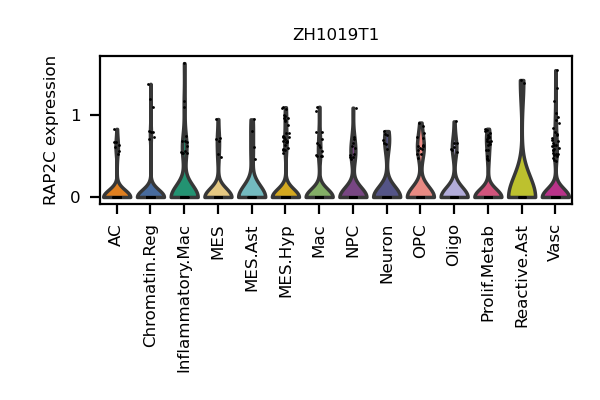 ZH1019T1
RAP2C expression
1
0
AC
Chromatin.Reg
Inflammatory.Mac
MES
MES.Ast
MES.Hyp
Mac
NPC
Neuron
OPC
Oligo
Prolif.Metab
Reactive.Ast
Vasc